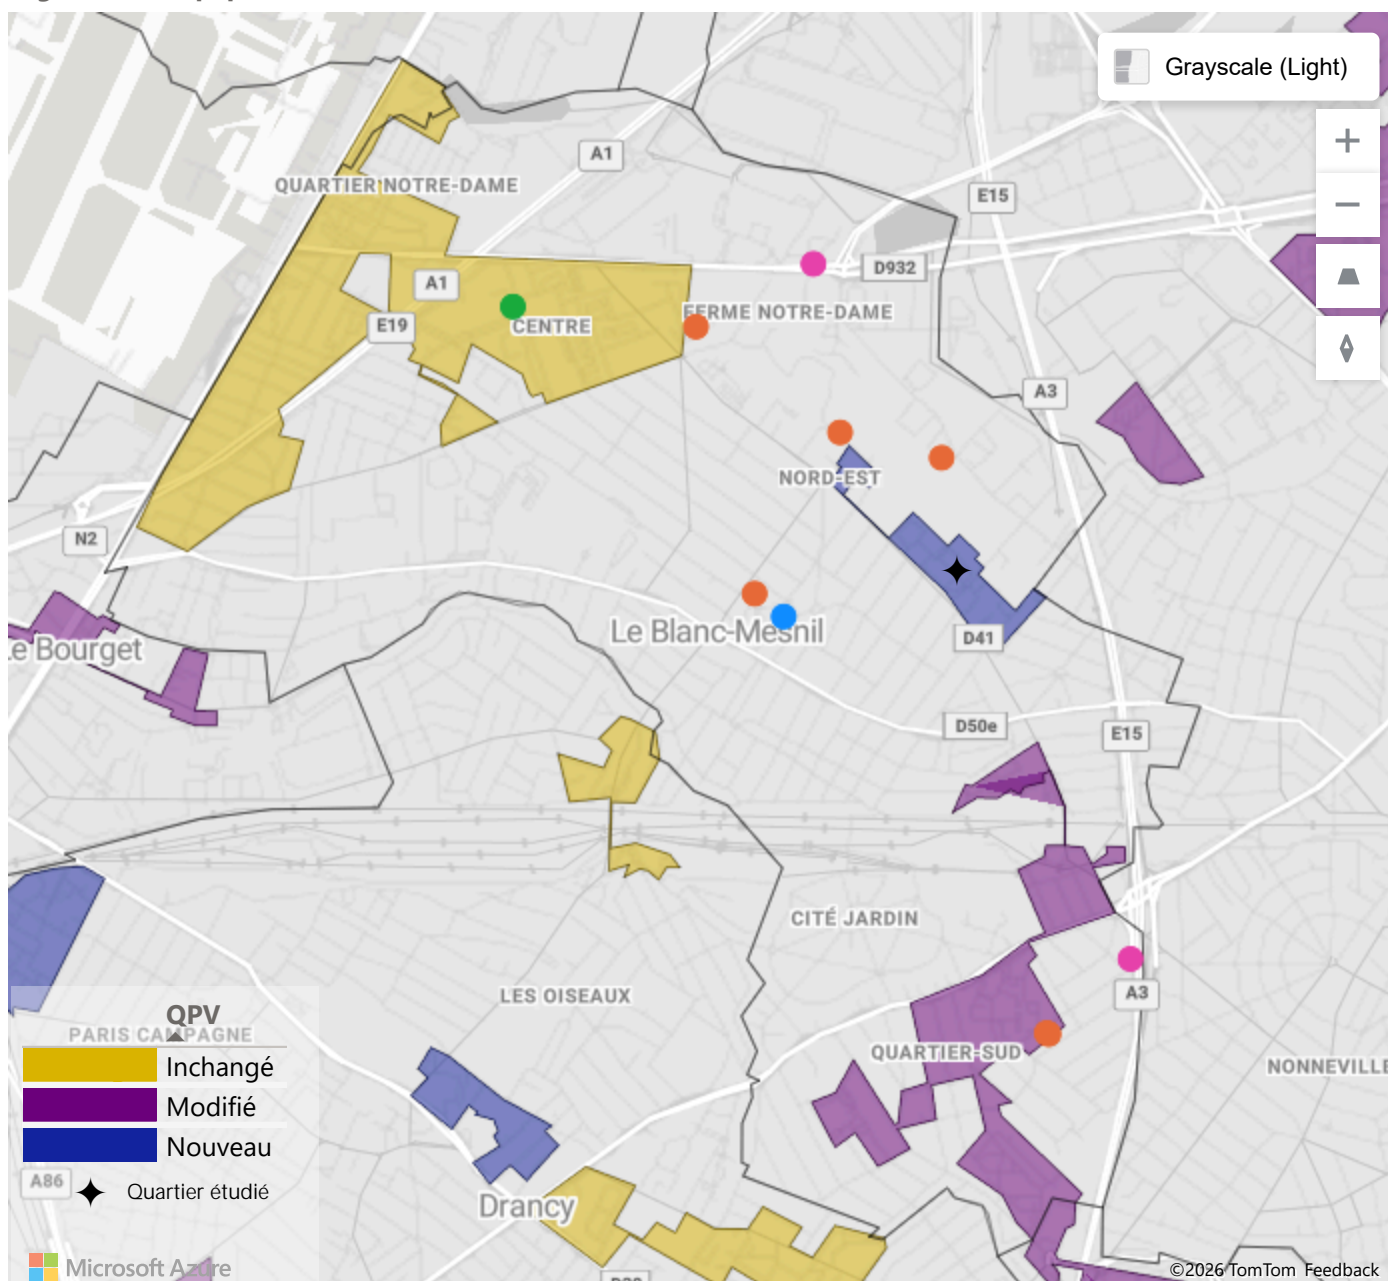 Grayscale (Light)
A1
E15
QUARTIER NOTRE-DAME
D932
A1
FERME NOTRE-DAME
E19
CENTRE
A3
NORD-EST
N2
Le Blanc-Mesnil
D41
e Bourget
D50e
E15
CITÉ JARDIN
LES OISEAUX
A3
QPV
PARIS CAMPAGNE
QUARTIER-SUD
Inchangé
NONNEVILLE
Modifié
Nouveau
A86
Quartier étudié
Drancy
Microsoft Azure
©2026 TomTom Feedback